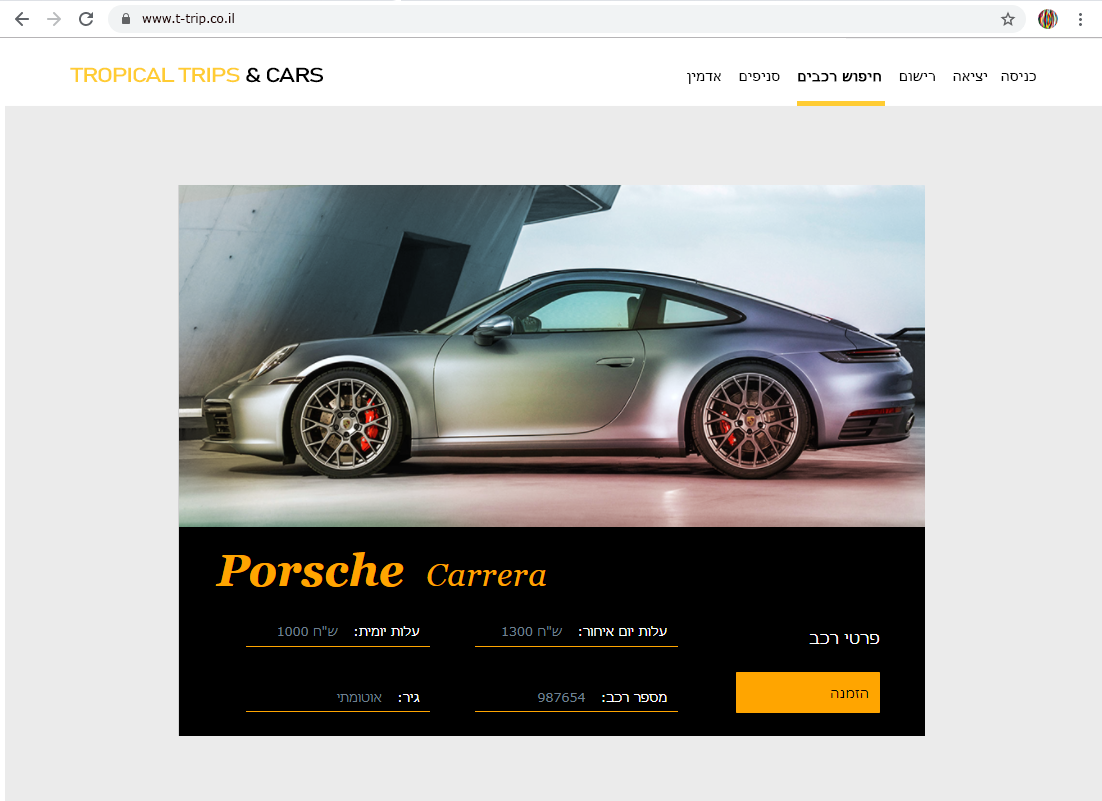 www.t-trip.co.il
TROPICAL TRIPS & CARS
כניסה יציאה רישום חיפוש רכבים סניפים אדמין
Porsche Carrera
פרטי רכב
עלות יום איחור: 1300 ש"ח
עלות יומית: 1000 ש"ח
הזמנה
מספר רכב: 987654
גיר: אוטומתי